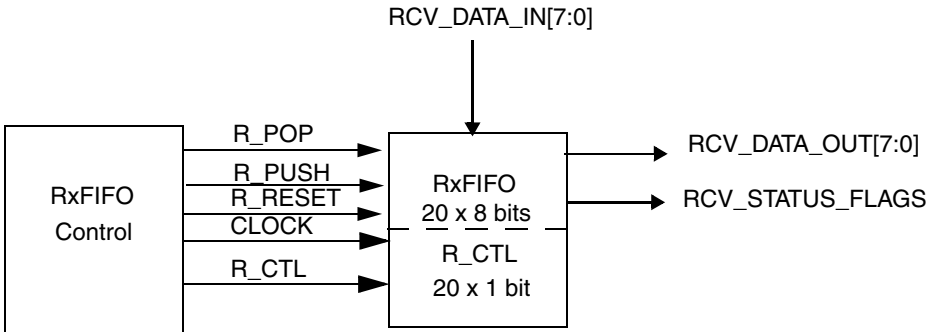 RCV_DATA_IN[7:0]
RxFIFO
Control
R_POP
R_PUSH
R_RESET
CLOCK
R_CTL
RxFIFO
20 x 8 bits
R_CTL
20 x 1 bit
RCV_DATA_OUT[7:0]
RCV_STATUS_FLAGS